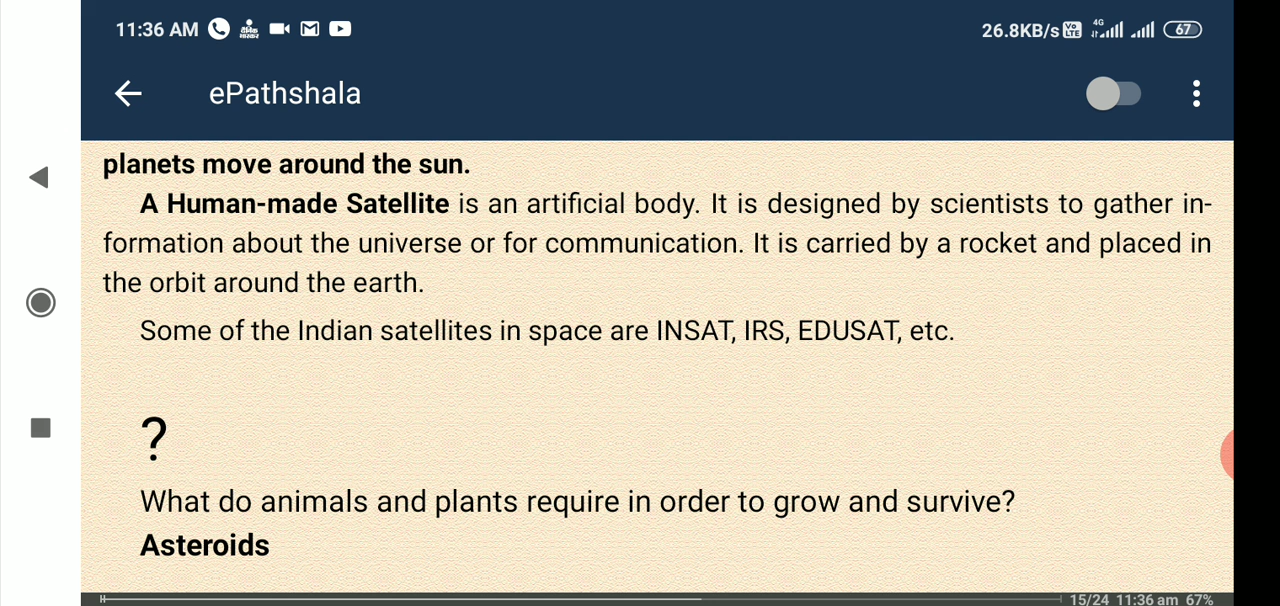 11:36 AM
26.8KB/s Vo LTE 4G 67
ePathshala
planets move around the sun.
A Human-made Satellite is an artificial body. It is designed by scientists to gather in-
formation about the universe or for communication. It is carried by a rocket and placed in
the orbit around the earth.
Some of the Indian satellites in space are INSAT, IRS, EDUSAT, etc.
?
What do animals and plants require in order to grow and survive?
Asteroids
15/24 11:36 am 67%